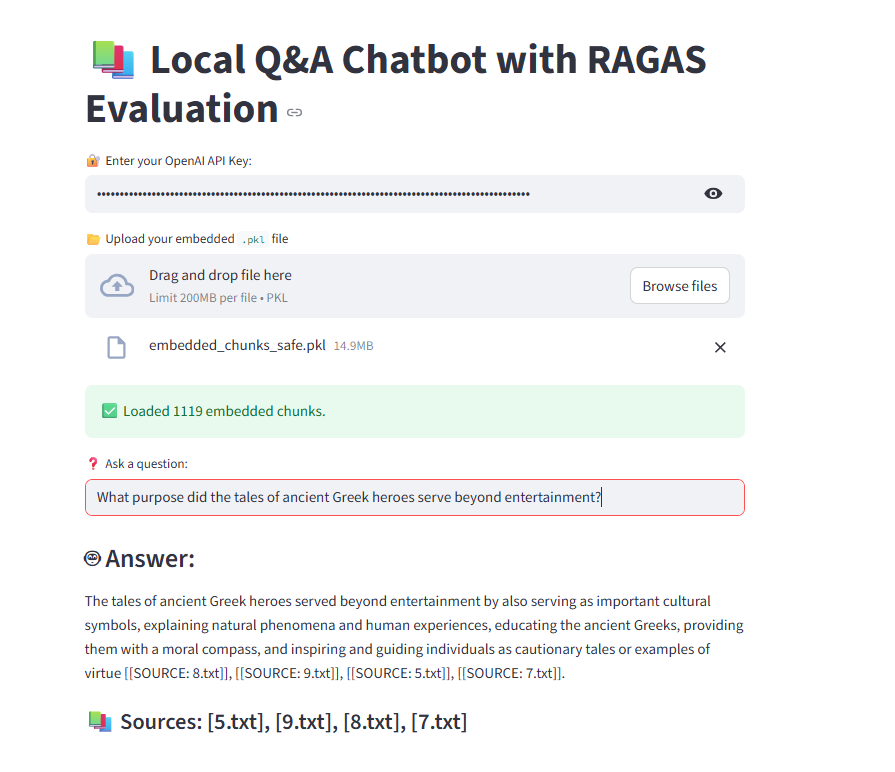 📚 Local Q&A Chatbot with RAGAS
Evaluation
🔐 Enter your OpenAI API Key:
••••••••••••••••••••••••••••••••••••••••••••••••••••••••••••••••••••••••••••••••••••••••••••••••
📂 Upload your embedded .pkl file
Drag and drop file here
Limit 200MB per file • PKL
Browse files
embedded_chunks_safe.pkl 14.9MB
✅ Loaded 1119 embedded chunks.
❓ Ask a question:
What purpose did the tales of ancient Greek heroes serve beyond entertainment?
Answer:
The tales of ancient Greek heroes served beyond entertainment by also serving as important cultural
symbols, explaining natural phenomena and human experiences, educating the ancient Greeks, providing
them with a moral compass, and inspiring and guiding individuals as cautionary tales or examples of
virtue [[SOURCE: 8.txt]], [[SOURCE: 9.txt]], [[SOURCE: 5.txt]], [[SOURCE: 7.txt]].
📚 Sources: [5.txt], [9.txt], [8.txt], [7.txt]